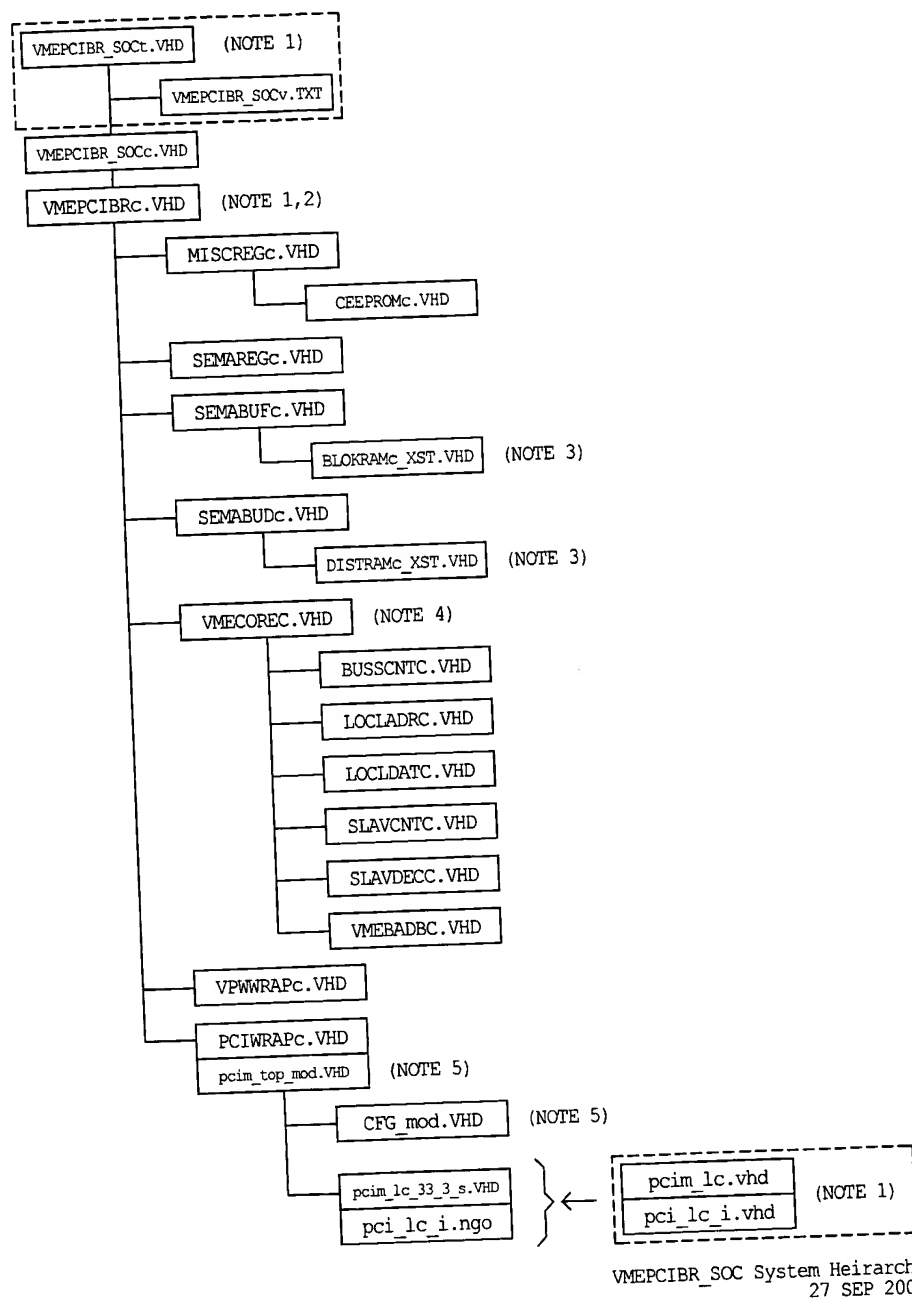 VMEPCIBR_SOCt.VHD (NOTE 1)
VMEPCIBR_SOCv.TXT
VMEPCIBR_SOCc.VHD
VMEPCIBRc.VHD (NOTE 1,2)
MISCREGc.VHD
CEEPROMc.VHD
SEMAREGc.VHD
SEMABUFc.VHD
BLOKRAMc_XST.VHD (NOTE 3)
SEMABUDc.VHD
DISTRAMc_XST.VHD (NOTE 3)
VMECOREC.VHD (NOTE 4)
BUSSCNTC.VHD
LOCLADRC.VHD
LOCLDATC.VHD
SLAVCNTC.VHD
SLAVDECC.VHD
VMEBADBC.VHD
VPWWRAPc.VHD
PCIWRAPc.VHD
pcim_top_mod.VHD (NOTE 5)
CFG_mod.VHD (NOTE 5)
pcim_lc_33_3_s.VHD
pci_lc_i.ngo
pcim_lc.vhd
pci_lc_i.vhd
(NOTE 1)
VMEPCIBR_SOC System Heirarch
27 SEP 200